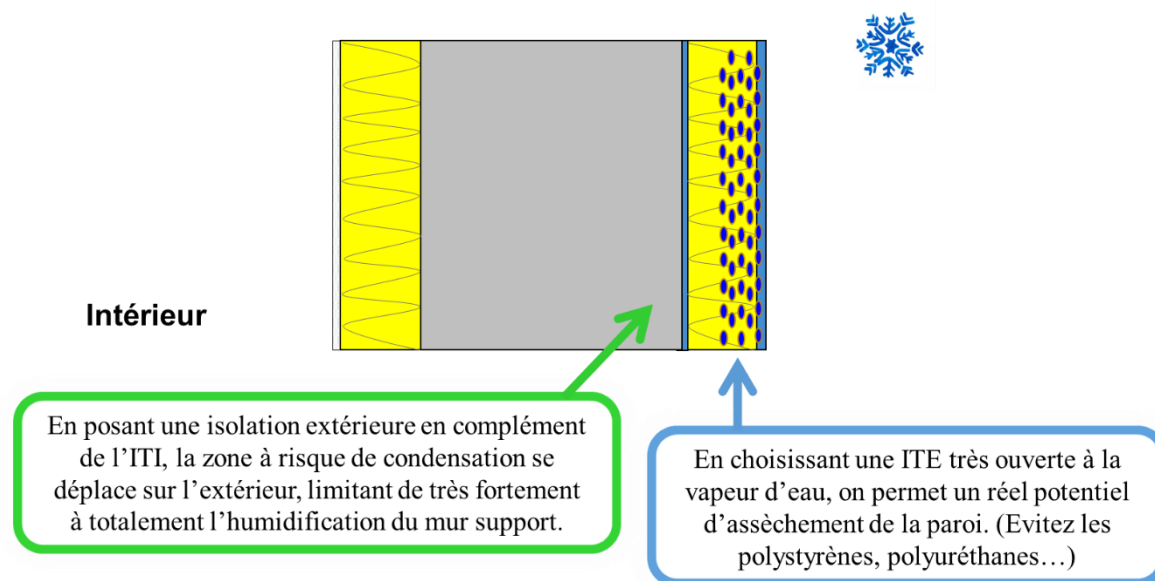 Intérieur
En posant une isolation extérieure en complément
de l’ITI, la zone à risque de condensation se
déplace sur l’extérieur, limitant de très fortement
à totalement l’humidification du mur support.
En choisissant une ITE très ouverte à la
vapeur d’eau, on permet un réel potentiel
d’assèchement de la paroi. (Evitez les
polystyrènes, polyuréthanes…)